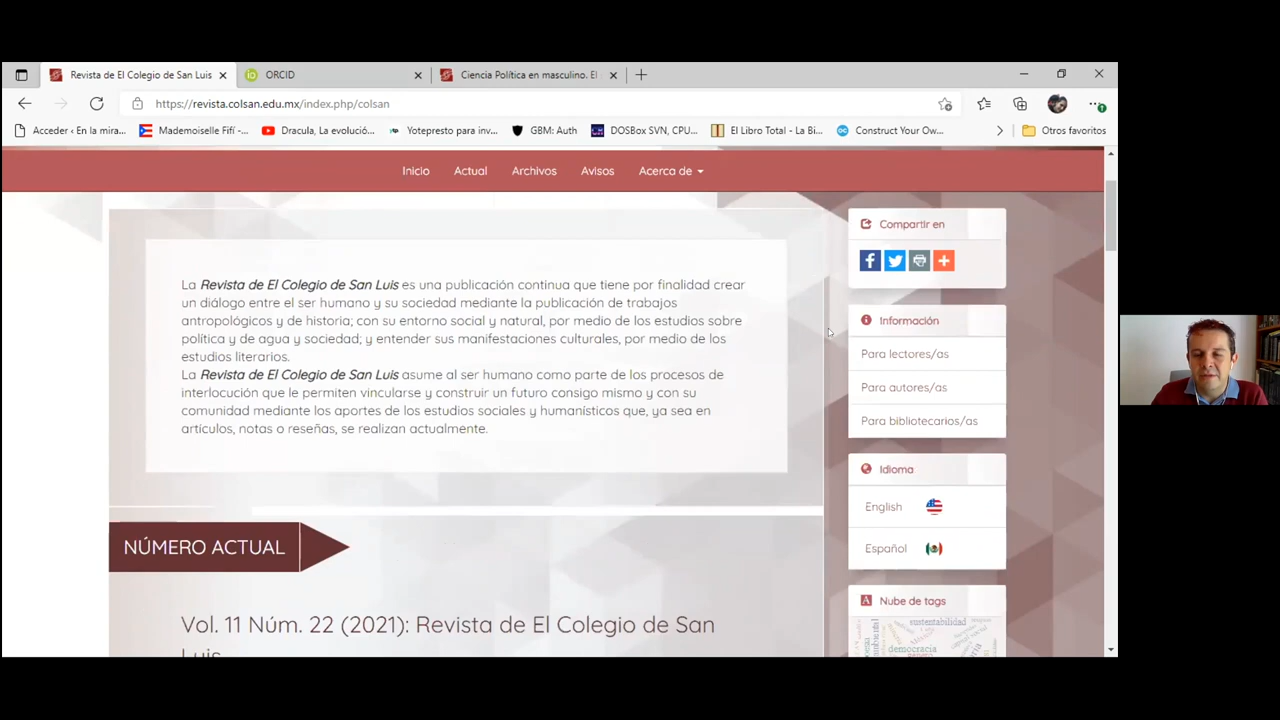 Revista de El Colegio de San Luis
ORCID
Ciencia Política en masculino. El
https://revista.colsan.edu.mx/index.php/colsan
Acceder ‹ En la mira...
Mademoiselle Fifí -...
Dracula, La evolució...
Yotepresto para inv...
GBM: Auth
DOSBox SVN, CPU...
El Libro Total - La Bi...
Construct Your Ow...
Otros favoritos
Inicio
Actual
Archivos
Avisos
Acerca de
La Revista de El Colegio de San Luis es una publicación continua que tiene por finalidad crear
un diálogo entre el ser humano y su sociedad mediante la publicación de trabajos
antropológicos y de historia; con su entorno social y natural, por medio de los estudios sobre
política y de agua y sociedad; y entender sus manifestaciones culturales, por medio de los
estudios literarios.
La Revista de El Colegio de San Luis asume al ser humano como parte de los procesos de
interlocución que le permiten vincularse y construir un futuro consigo mismo y con su
comunidad mediante los aportes de los estudios sociales y humanísticos que, ya sea en
artículos, notas o reseñas, se realizan actualmente.
NÚMERO ACTUAL
Vol. 11 Núm. 22 (2021): Revista de El Colegio de San
Luis
Compartir en
Información
Para lectores/as
Para autores/as
Para bibliotecarios/as
Idioma
English
Español
Nube de tags
sustentabilidad
democracia